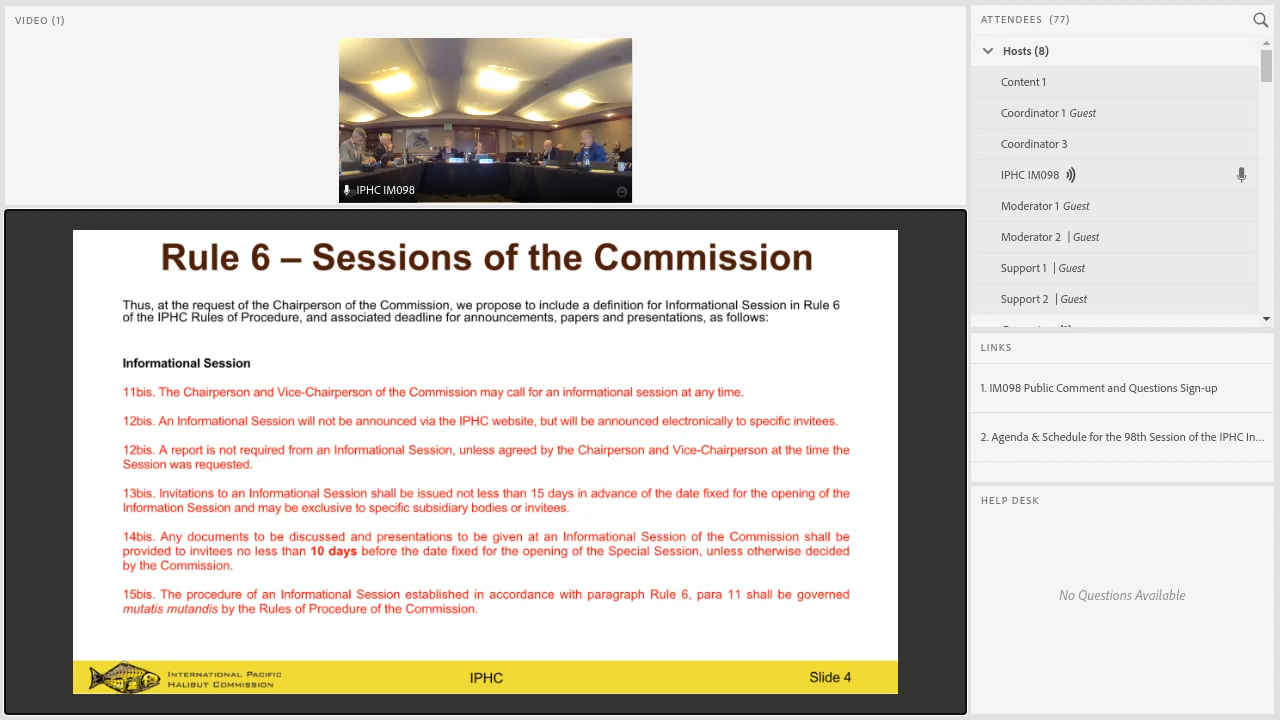 VIDEO (1)
IPHC IM098
Rule 6 – Sessions of the Commission
Thus, at the request of the Chairperson of the Commission, we propose to include a definition for Informational Session in Rule 6
of the IPHC Rules of Procedure, and associated deadline for announcements, papers and presentations, as follows:
Informational Session
11bis. The Chairperson and Vice-Chairperson of the Commission may call for an informational session at any time.
12bis. An Informational Session will not be announced via the IPHC website, but will be announced electronically to specific invitees.
12bis. A report is not required from an Informational Session, unless agreed by the Chairperson and Vice-Chairperson at the time the
Session was requested.
13bis. Invitations to an Informational Session shall be issued not less than 15 days in advance of the date fixed for the opening of the
Information Session and may be exclusive to specific subsidiary bodies or invitees.
14bis. Any documents to be discussed and presentations to be given at an Informational Session of the Commission shall be
provided to invitees no less than 10 days before the date fixed for the opening of the Special Session, unless otherwise decided
by the Commission.
15bis. The procedure of an Informational Session established in accordance with paragraph Rule 6, para 11 shall be governed
mutatis mutandis by the Rules of Procedure of the Commission.
INTERNATIONAL PACIFIC
HALIBUT COMMISSION
IPHC
Slide 4
ATTENDEES (77)
Hosts (8)
Content 1
Coordinator 1 Guest
Coordinator 3
IPHC IM098
Moderator 1 Guest
Moderator 2 | Guest
Support 1 | Guest
Support 2 | Guest
LINKS
1. IM098 Public Comment and Questions Sign-up
2. Agenda & Schedule for the 98th Session of the IPHC In...
HELP DESK
No Questions Available